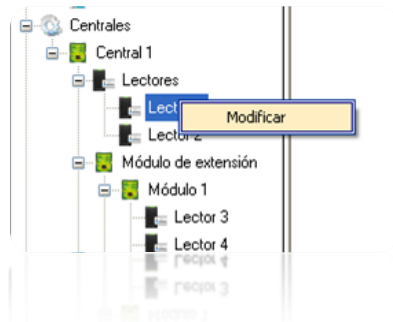 Centrales
Central 1
Lectores
Lect
Modificar
Lector 2
Módulo de extensión
Módulo 1
Lector 3
Lector 4